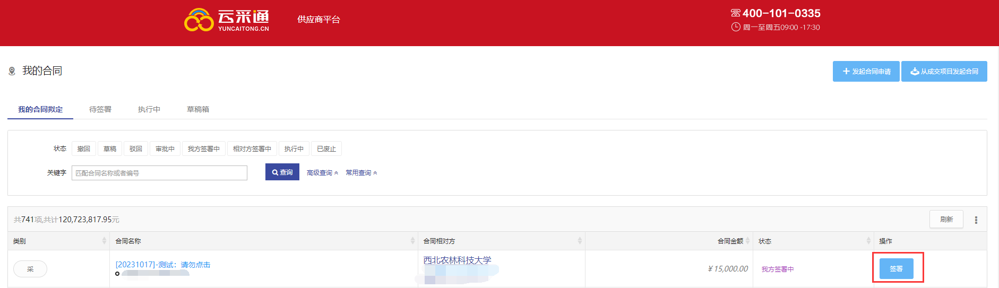 云采通
YUNCAITONG.CN
供应商平台
400-101-0335
周一至周五09:00 -17:30
我的合同
发起合同申请
从成交项目发起合同
我的合同拟定 待签署 执行中 草稿箱
状态 撤回 草稿 驳回 审批中 我方签署中 相对方签署中 执行中 已废止
关键字 匹配合同名称或者编号 查询 高级查询 常用查询
共741项,共计120,723,817.95元
刷新
类别 合同名称 合同相对方 合同金额 状态 操作
采 [20231017]-测试：请勿点击 西北农林科技大学 ￥15,000.00 我方签署中 签署